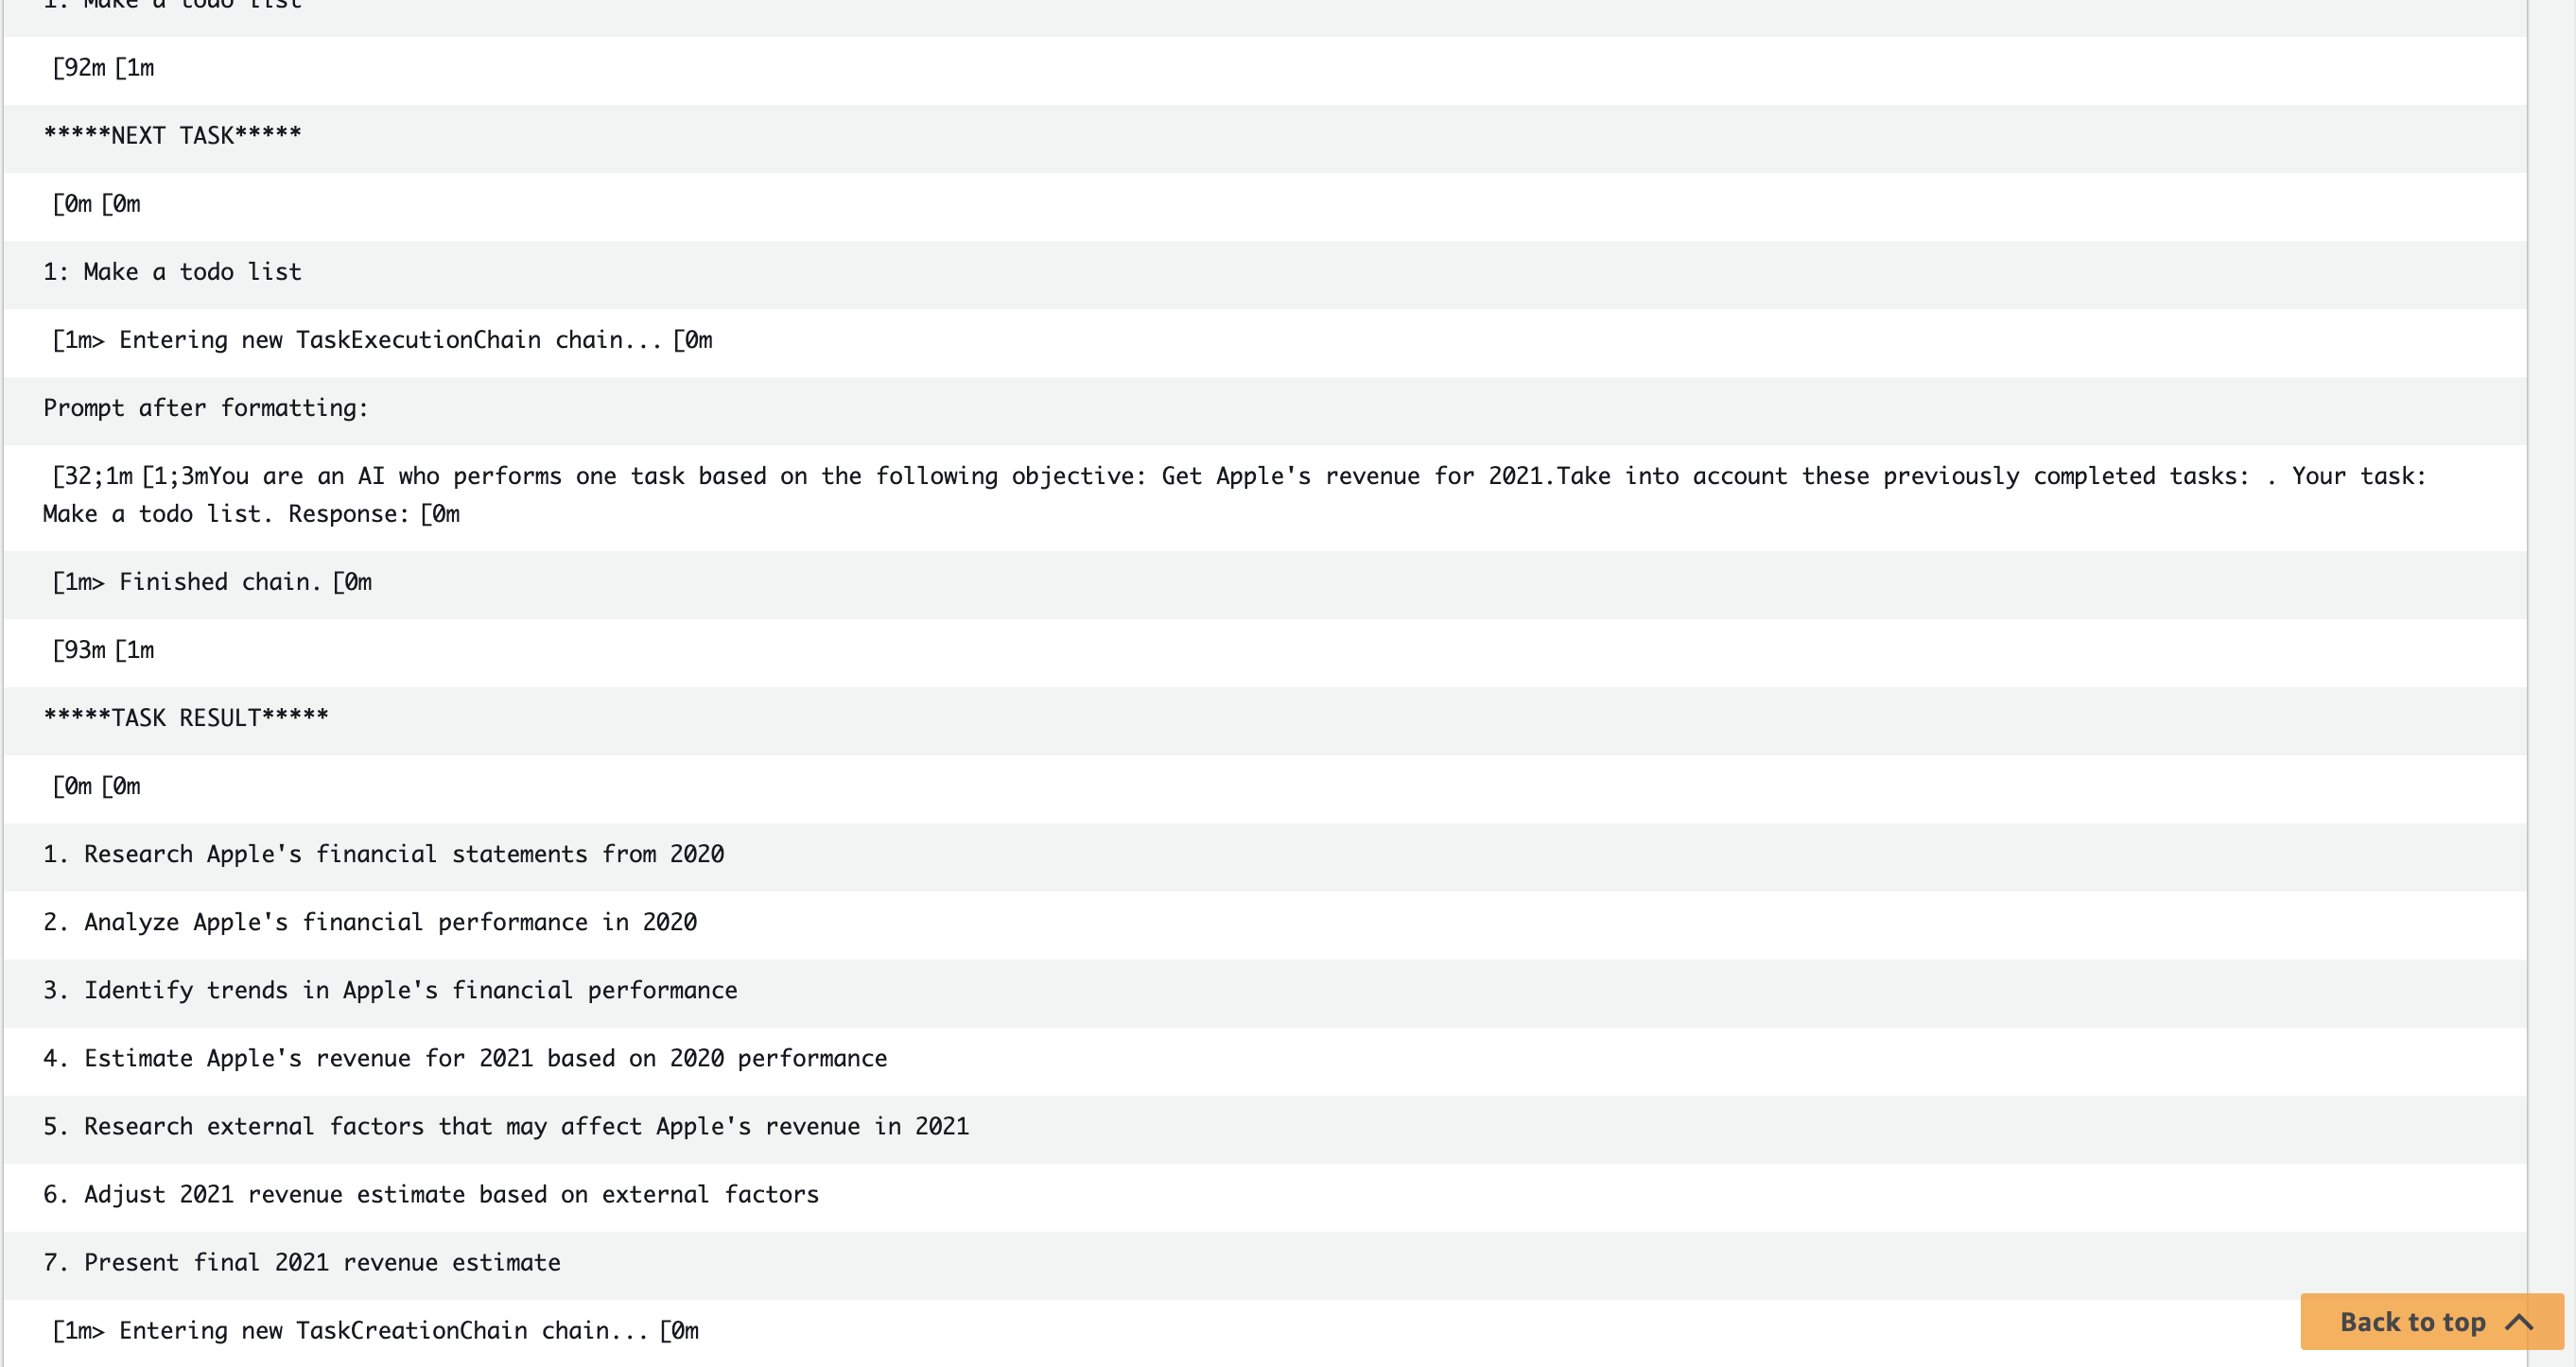 1: Make a todo list
[92m [1m
*****NEXT TASK*****
[0m [0m
1: Make a todo list
[1m> Entering new TaskExecutionChain chain... [0m
Prompt after formatting:
[32;1m [1;3mYou are an AI who performs one task based on the following objective: Get Apple's revenue for 2021.Take into account these previously completed tasks: . Your task:
Make a todo list. Response: [0m
[1m> Finished chain. [0m
[93m [1m
*****TASK RESULT*****
[0m [0m
1. Research Apple's financial statements from 2020
2. Analyze Apple's financial performance in 2020
3. Identify trends in Apple's financial performance
4. Estimate Apple's revenue for 2021 based on 2020 performance
5. Research external factors that may affect Apple's revenue in 2021
6. Adjust 2021 revenue estimate based on external factors
7. Present final 2021 revenue estimate
[1m> Entering new TaskCreationChain chain... [0m
Back to top